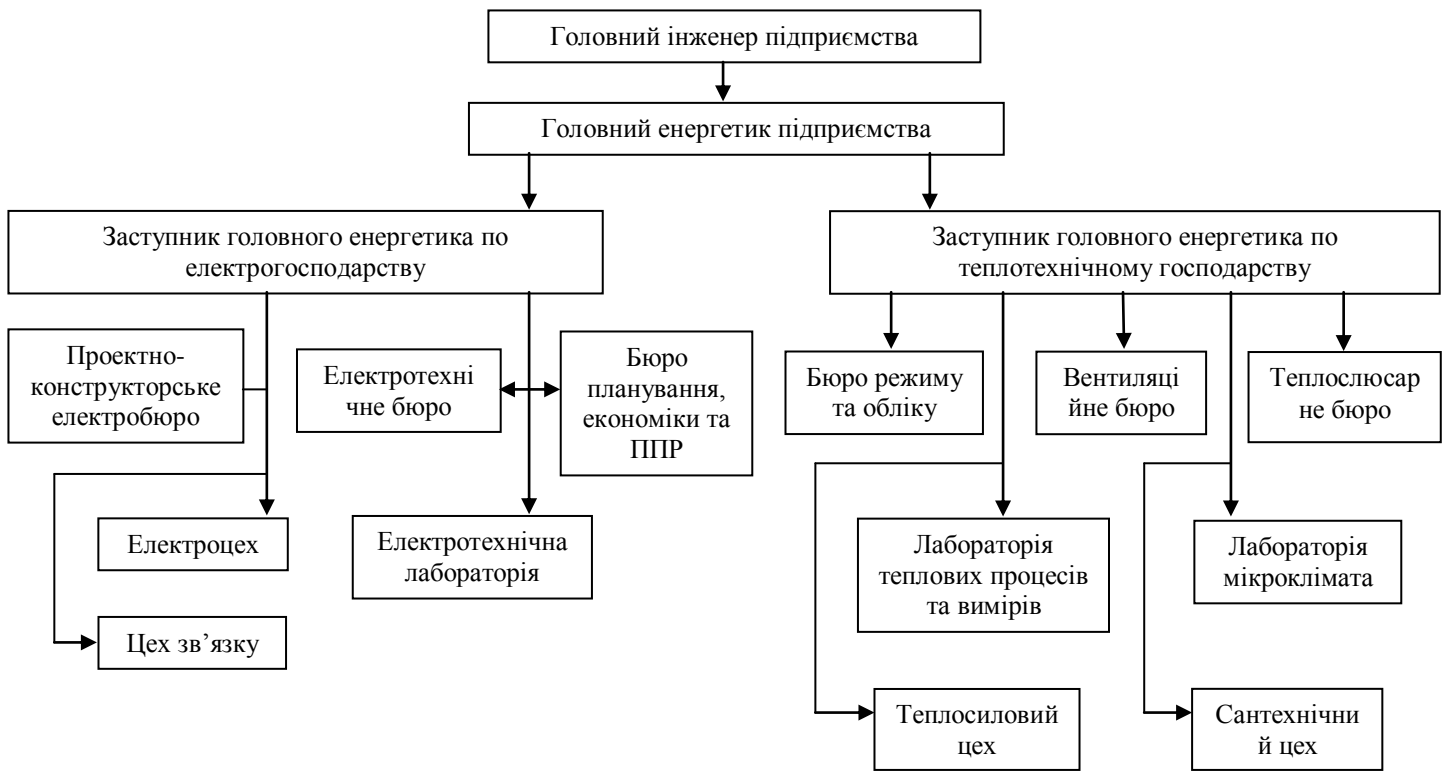 Головний інженер підприємства
Головний енергетик підприємства
Заступник головного енергетика по
електрогосподарству
Заступник головного енергетика по
теплотехнічному господарству
Проектно-
конструкторське
електробюро
Електротехні
чне бюро
Бюро
планування,
економіки та
ППР
Бюро режиму
та обліку
Вентиляці
йне бюро
Теплослюсар
не бюро
Електроцех
Електротехнічна
лабораторія
Лабораторія
теплових процесів
та вимірів
Лабораторія
мікроклімата
Цех зв’язку
Теплосиловий
цех
Сантехнічни
й цех